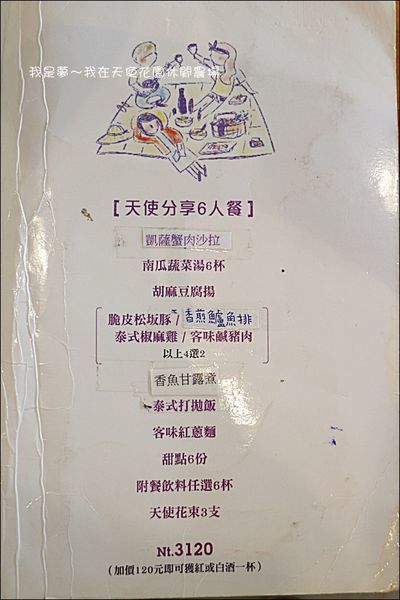 我是夢～我在天使花園休閒農場
[天使分享6人餐]
凱薩蟹肉沙拉
南瓜蔬菜湯6杯
胡麻豆腐揚
脆皮松坂豚/香煎鱸魚排
泰式椒麻雞/客味鹹豬肉
以上4選2
香魚甘露煮
泰式打拋飯
客味紅蔥麵
甜點6份
附餐飲料任選6杯
天使花束3支
Nt.3120
(加價120元即可獲紅或白酒一杯)